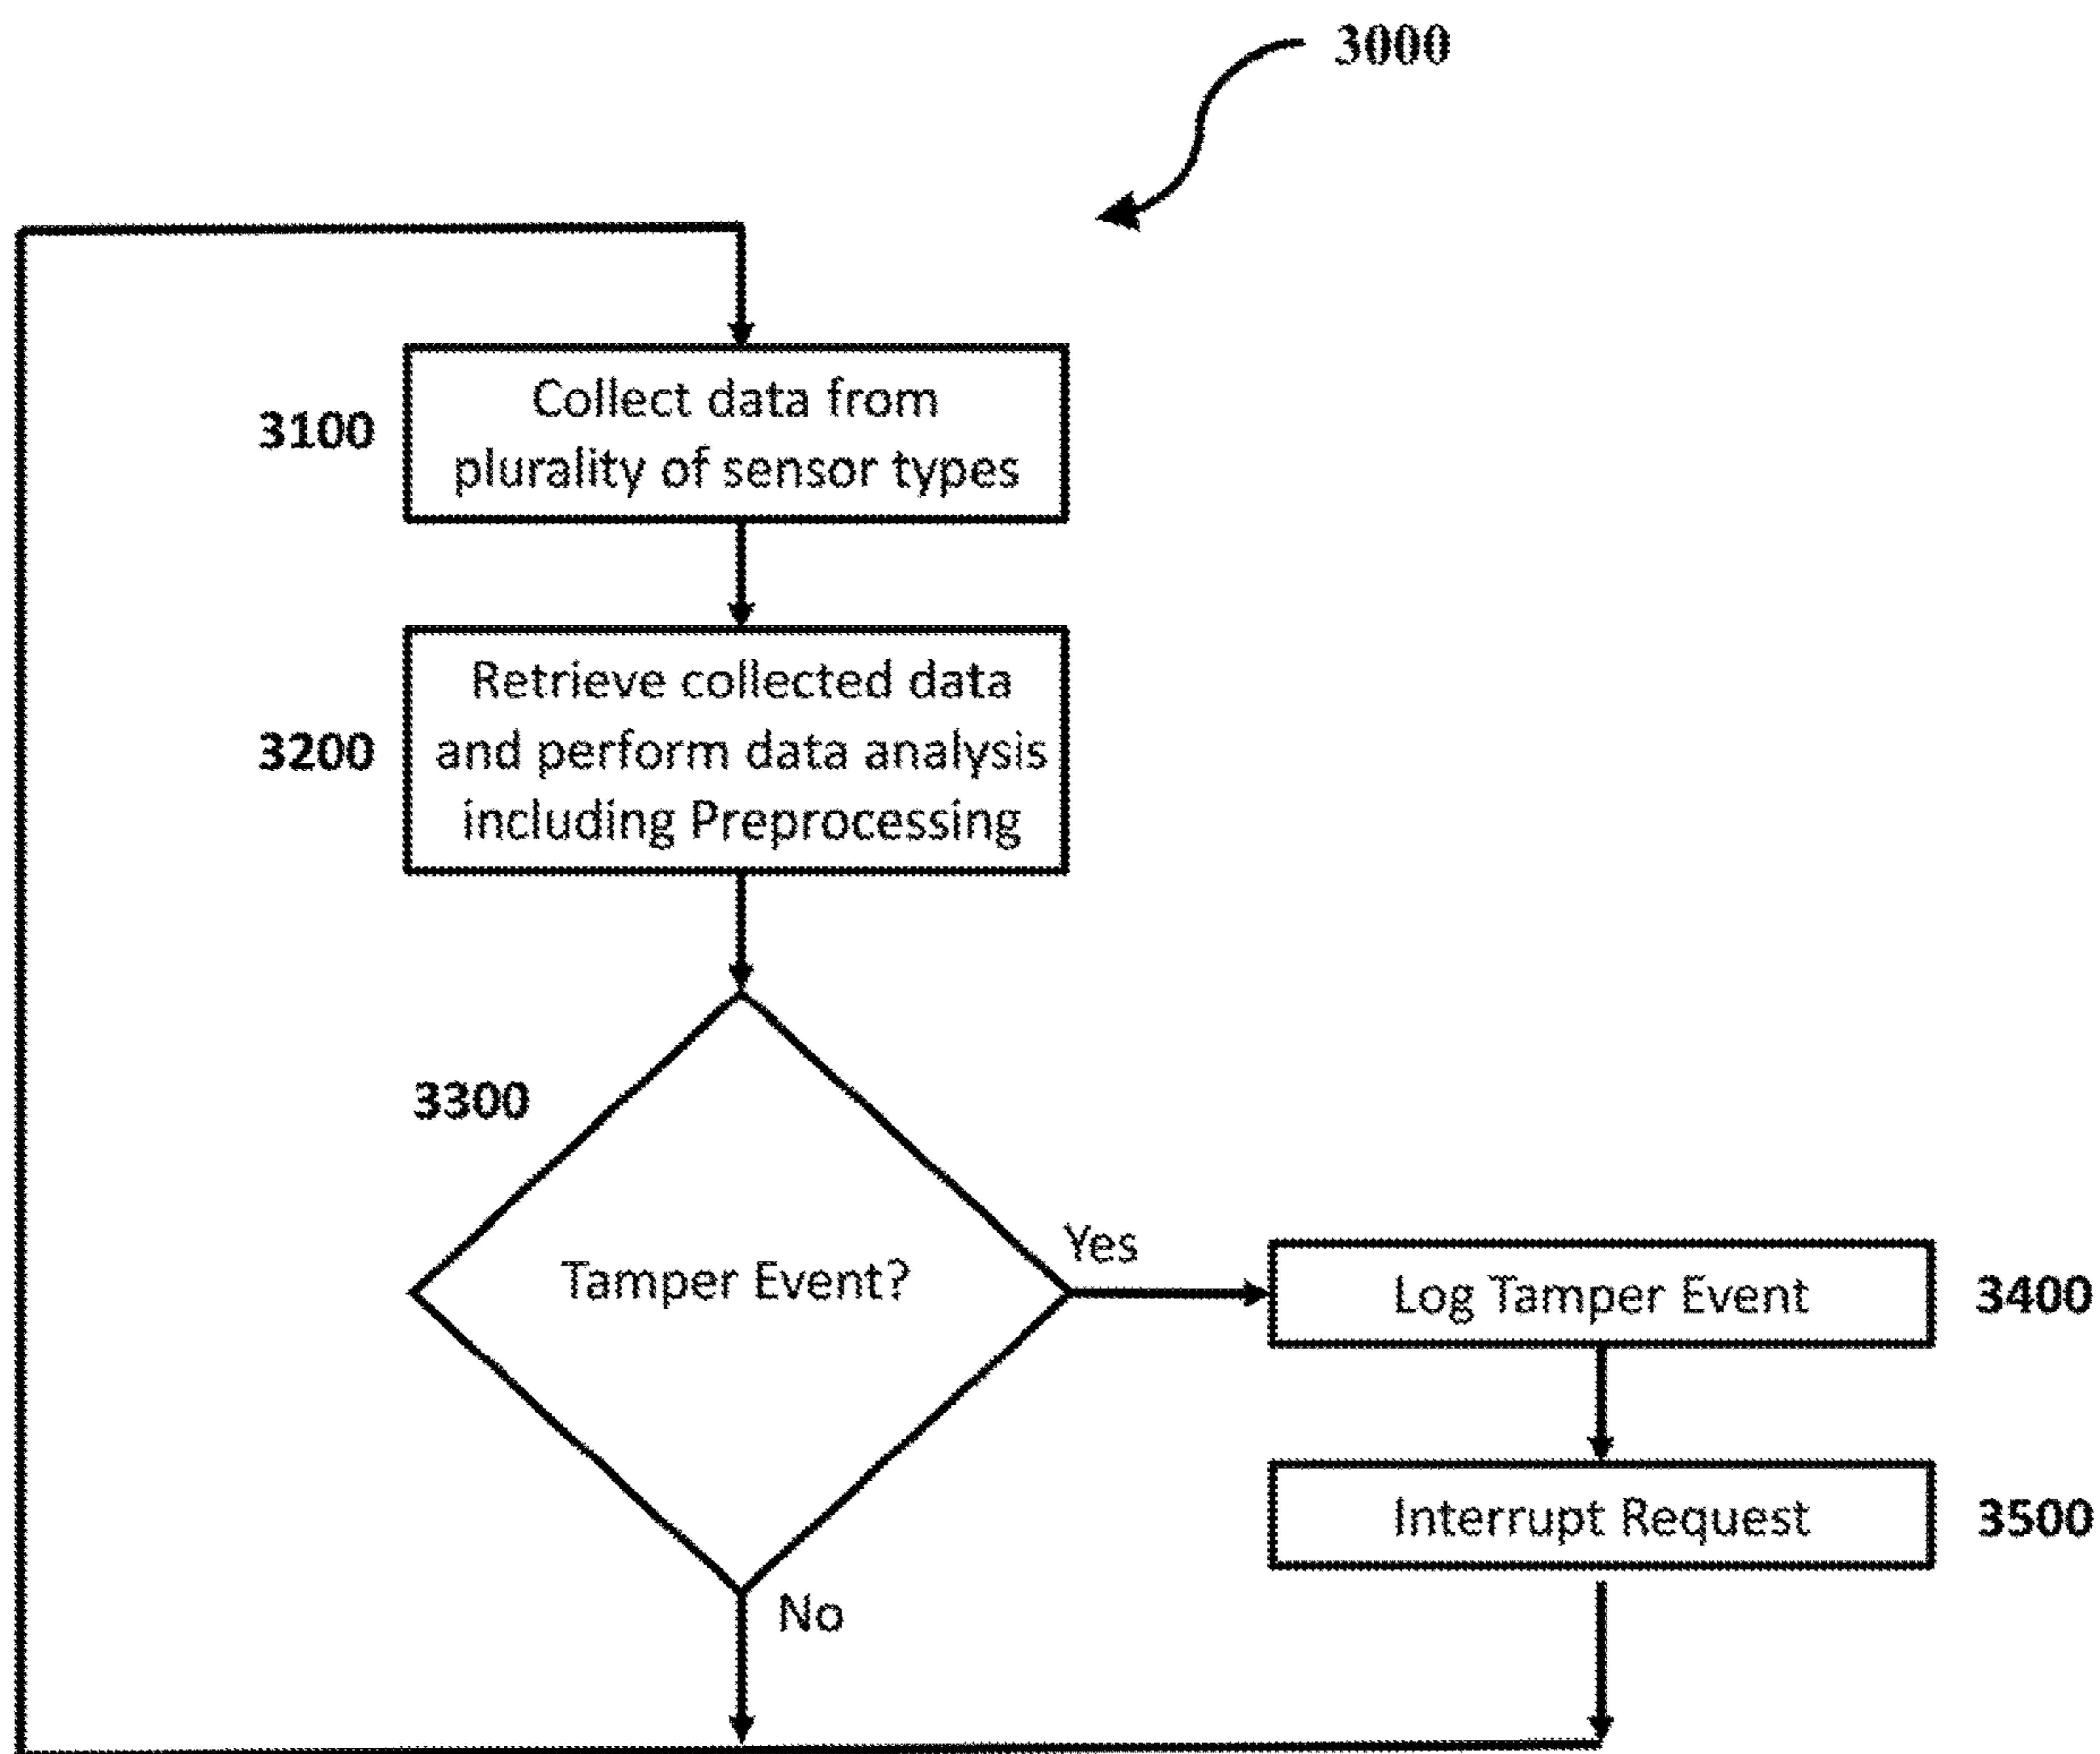 3000
3100
Collect data from
plurality of sensor types
3200
Retrieve collected data
and perform data analysis
including Preprocessing
3300
Tamper Event?
Yes
Log Tamper Event
3400
Interrupt Request
3500
No